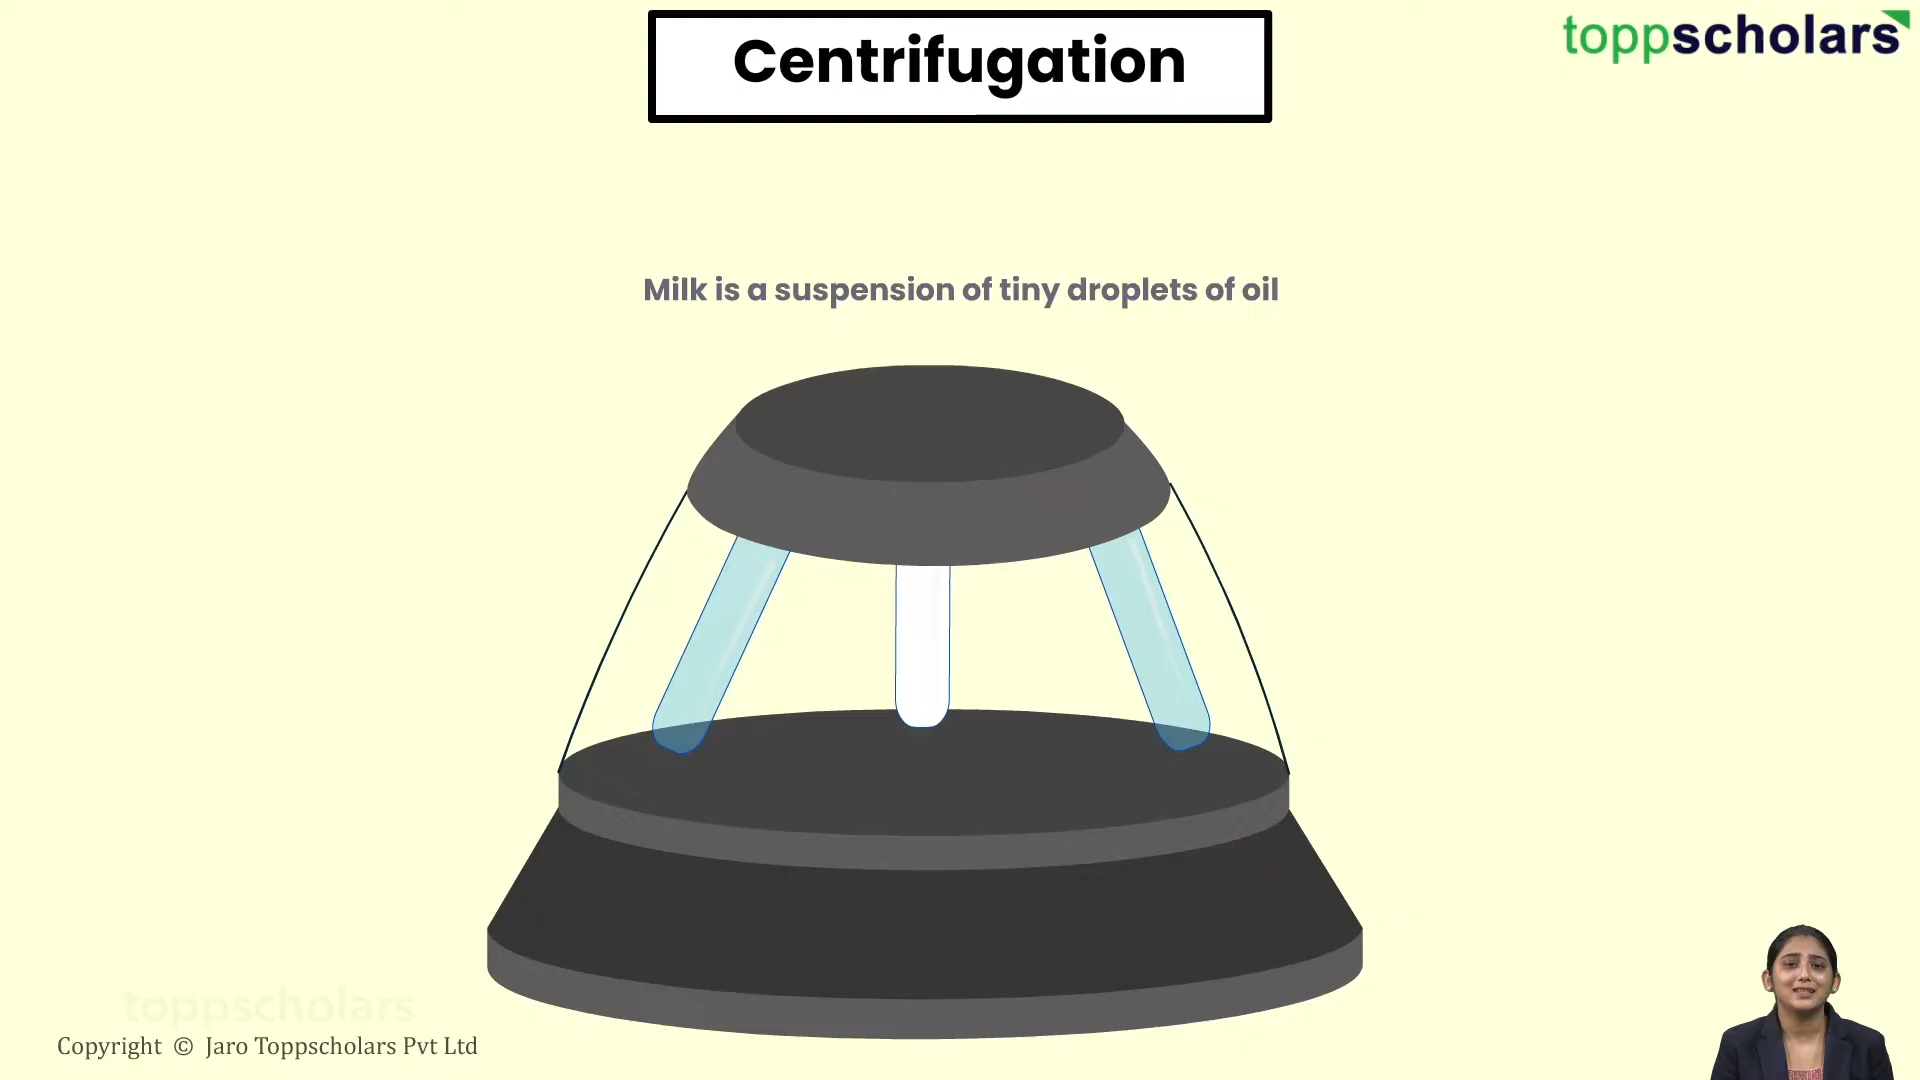 Centrifugation
toppscholars
Milk is a suspension of tiny droplets of oil
toppscholars
Copyright © Jaro Toppscholars Pvt Ltd